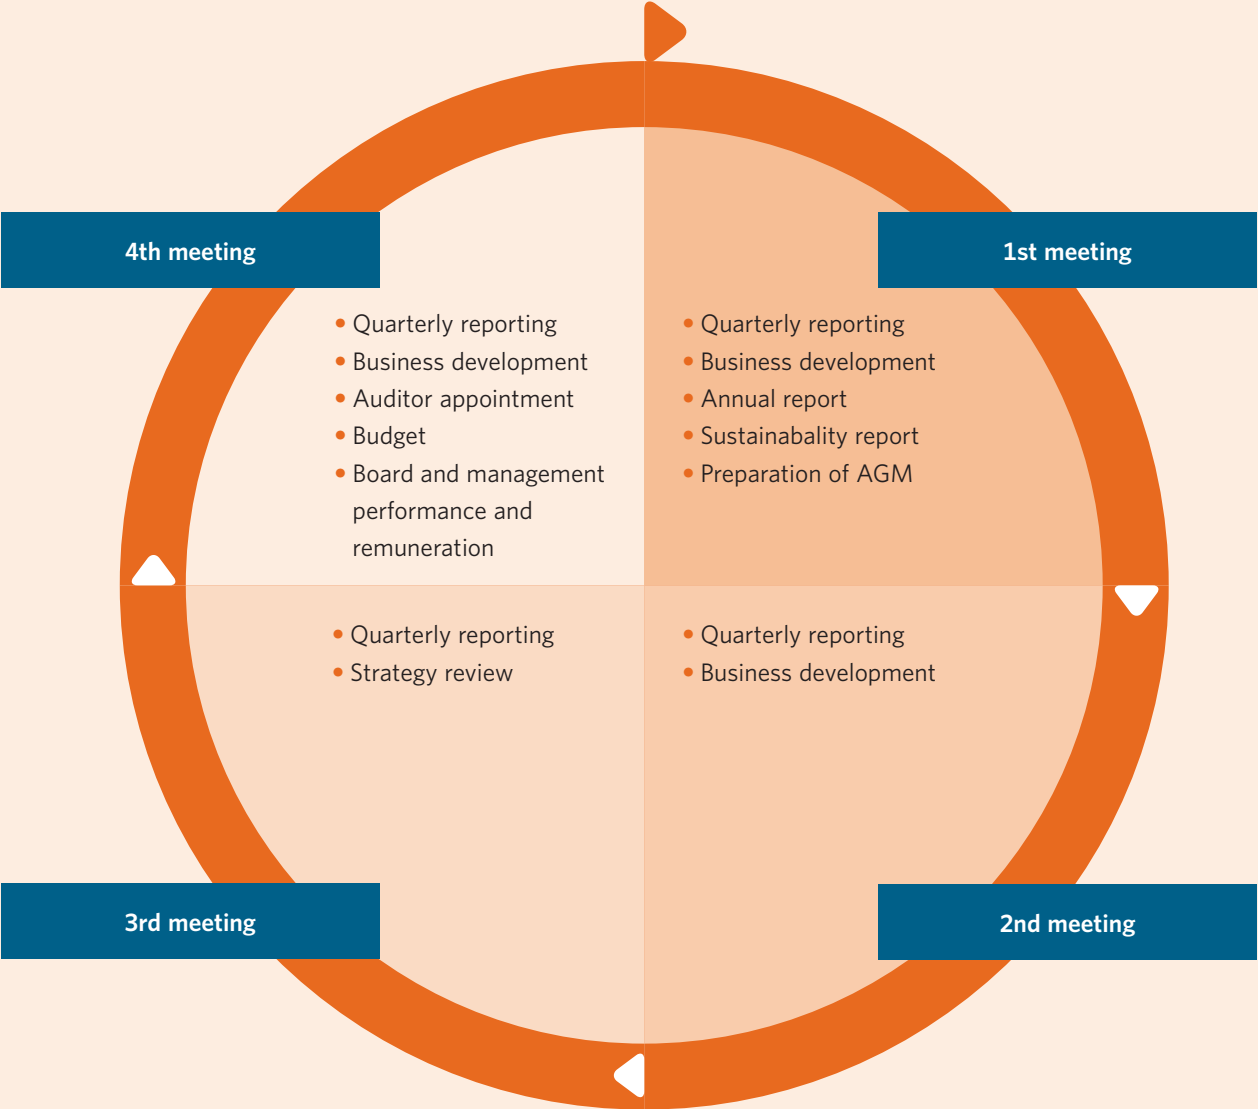 4th meeting
1st meeting
• Quarterly reporting
• Business development
• Auditor appointment
• Budget
• Board and management
performance and
remuneration
• Quarterly reporting
• Business development
• Annual report
• Sustainabality report
• Preparation of AGM
• Quarterly reporting
• Strategy review
• Quarterly reporting
• Business development
3rd meeting
2nd meeting